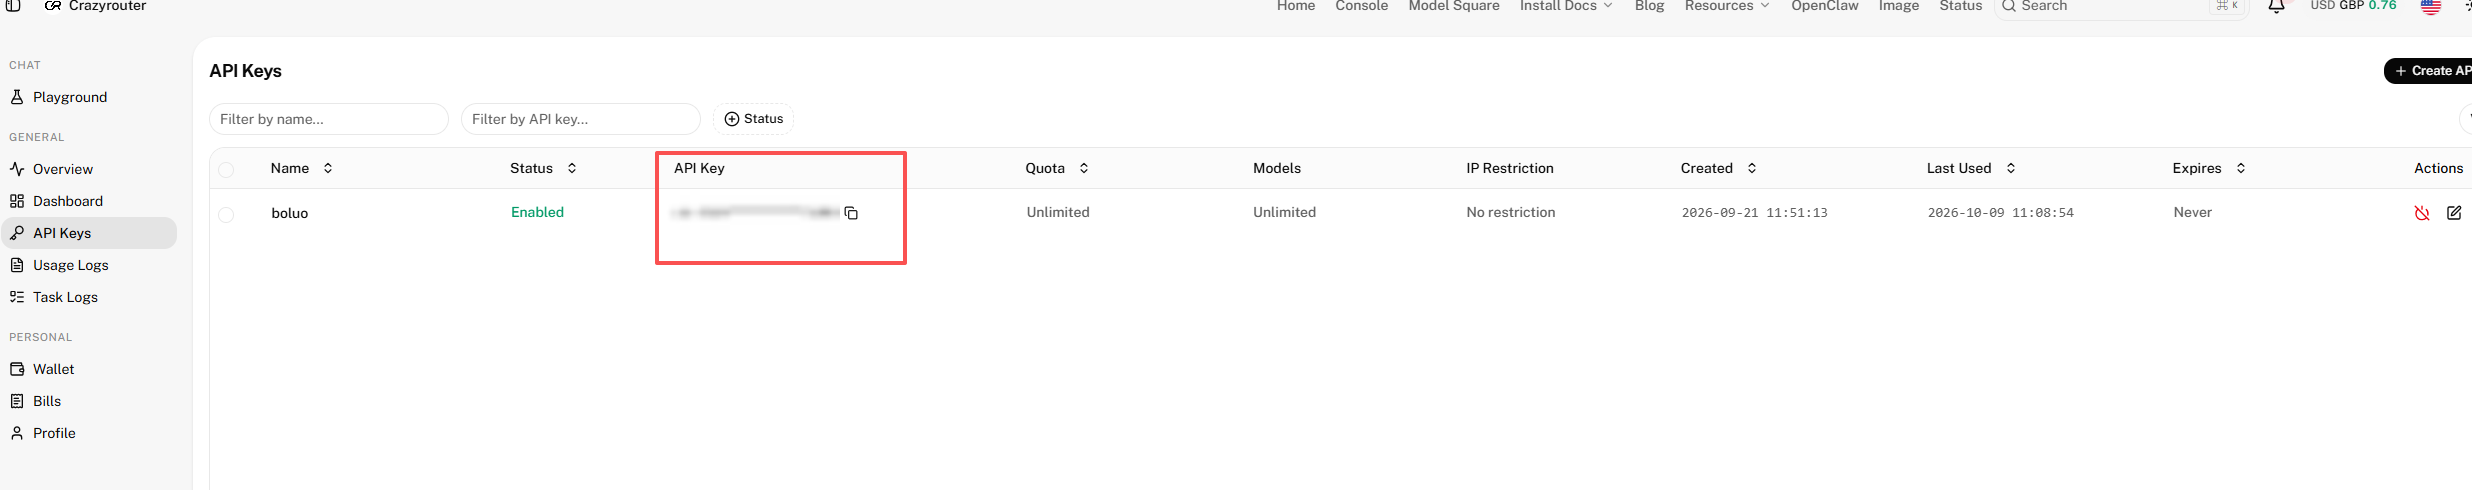 Crazyrouter
Home Console Model Square Install Docs Blog Resources OpenClaw Image Status Search ⌘ K USD GBP 0.76
CHAT
Playground
GENERAL
Overview
Dashboard
API Keys
Usage Logs
Task Logs
PERSONAL
Wallet
Bills
Profile
API Keys
+ Create AP
Filter by name...
Filter by API key...
Status
Name Status API Key Quota Models IP Restriction Created Last Used Expires Actions
boluo Enabled Unlimited Unlimited No restriction 2026-09-21 11:51:13 2026-10-09 11:08:54 Never